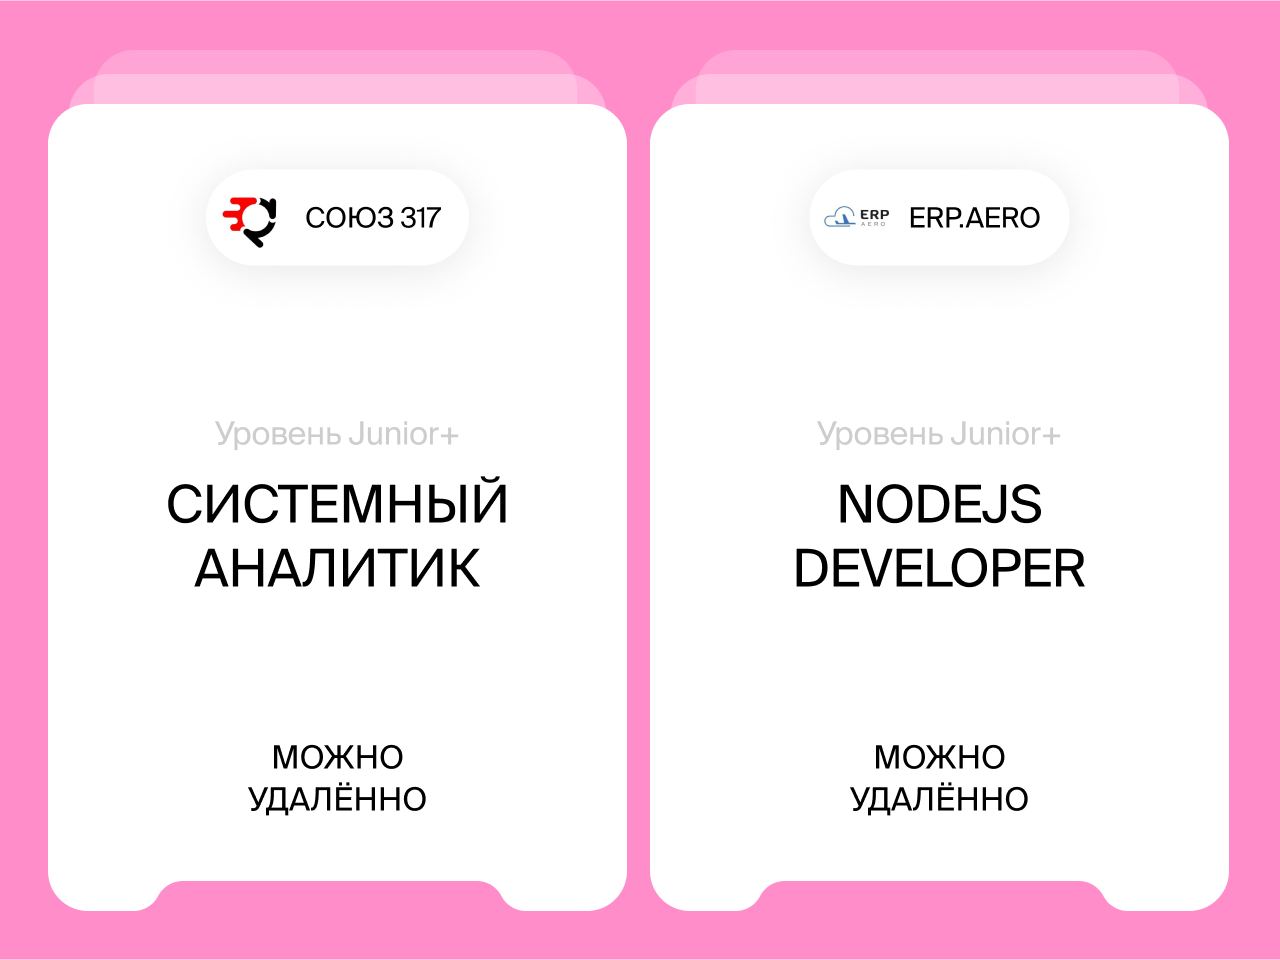 СОЮЗ 317
Уровень Junior+
СИСТЕМНЫЙ
АНАЛИТИК
МОЖНО
УДАЛЁННО
ERP
AERO
ERP.AERO
Уровень Junior+
NODEJS
DEVELOPER
МОЖНО
УДАЛЁННО